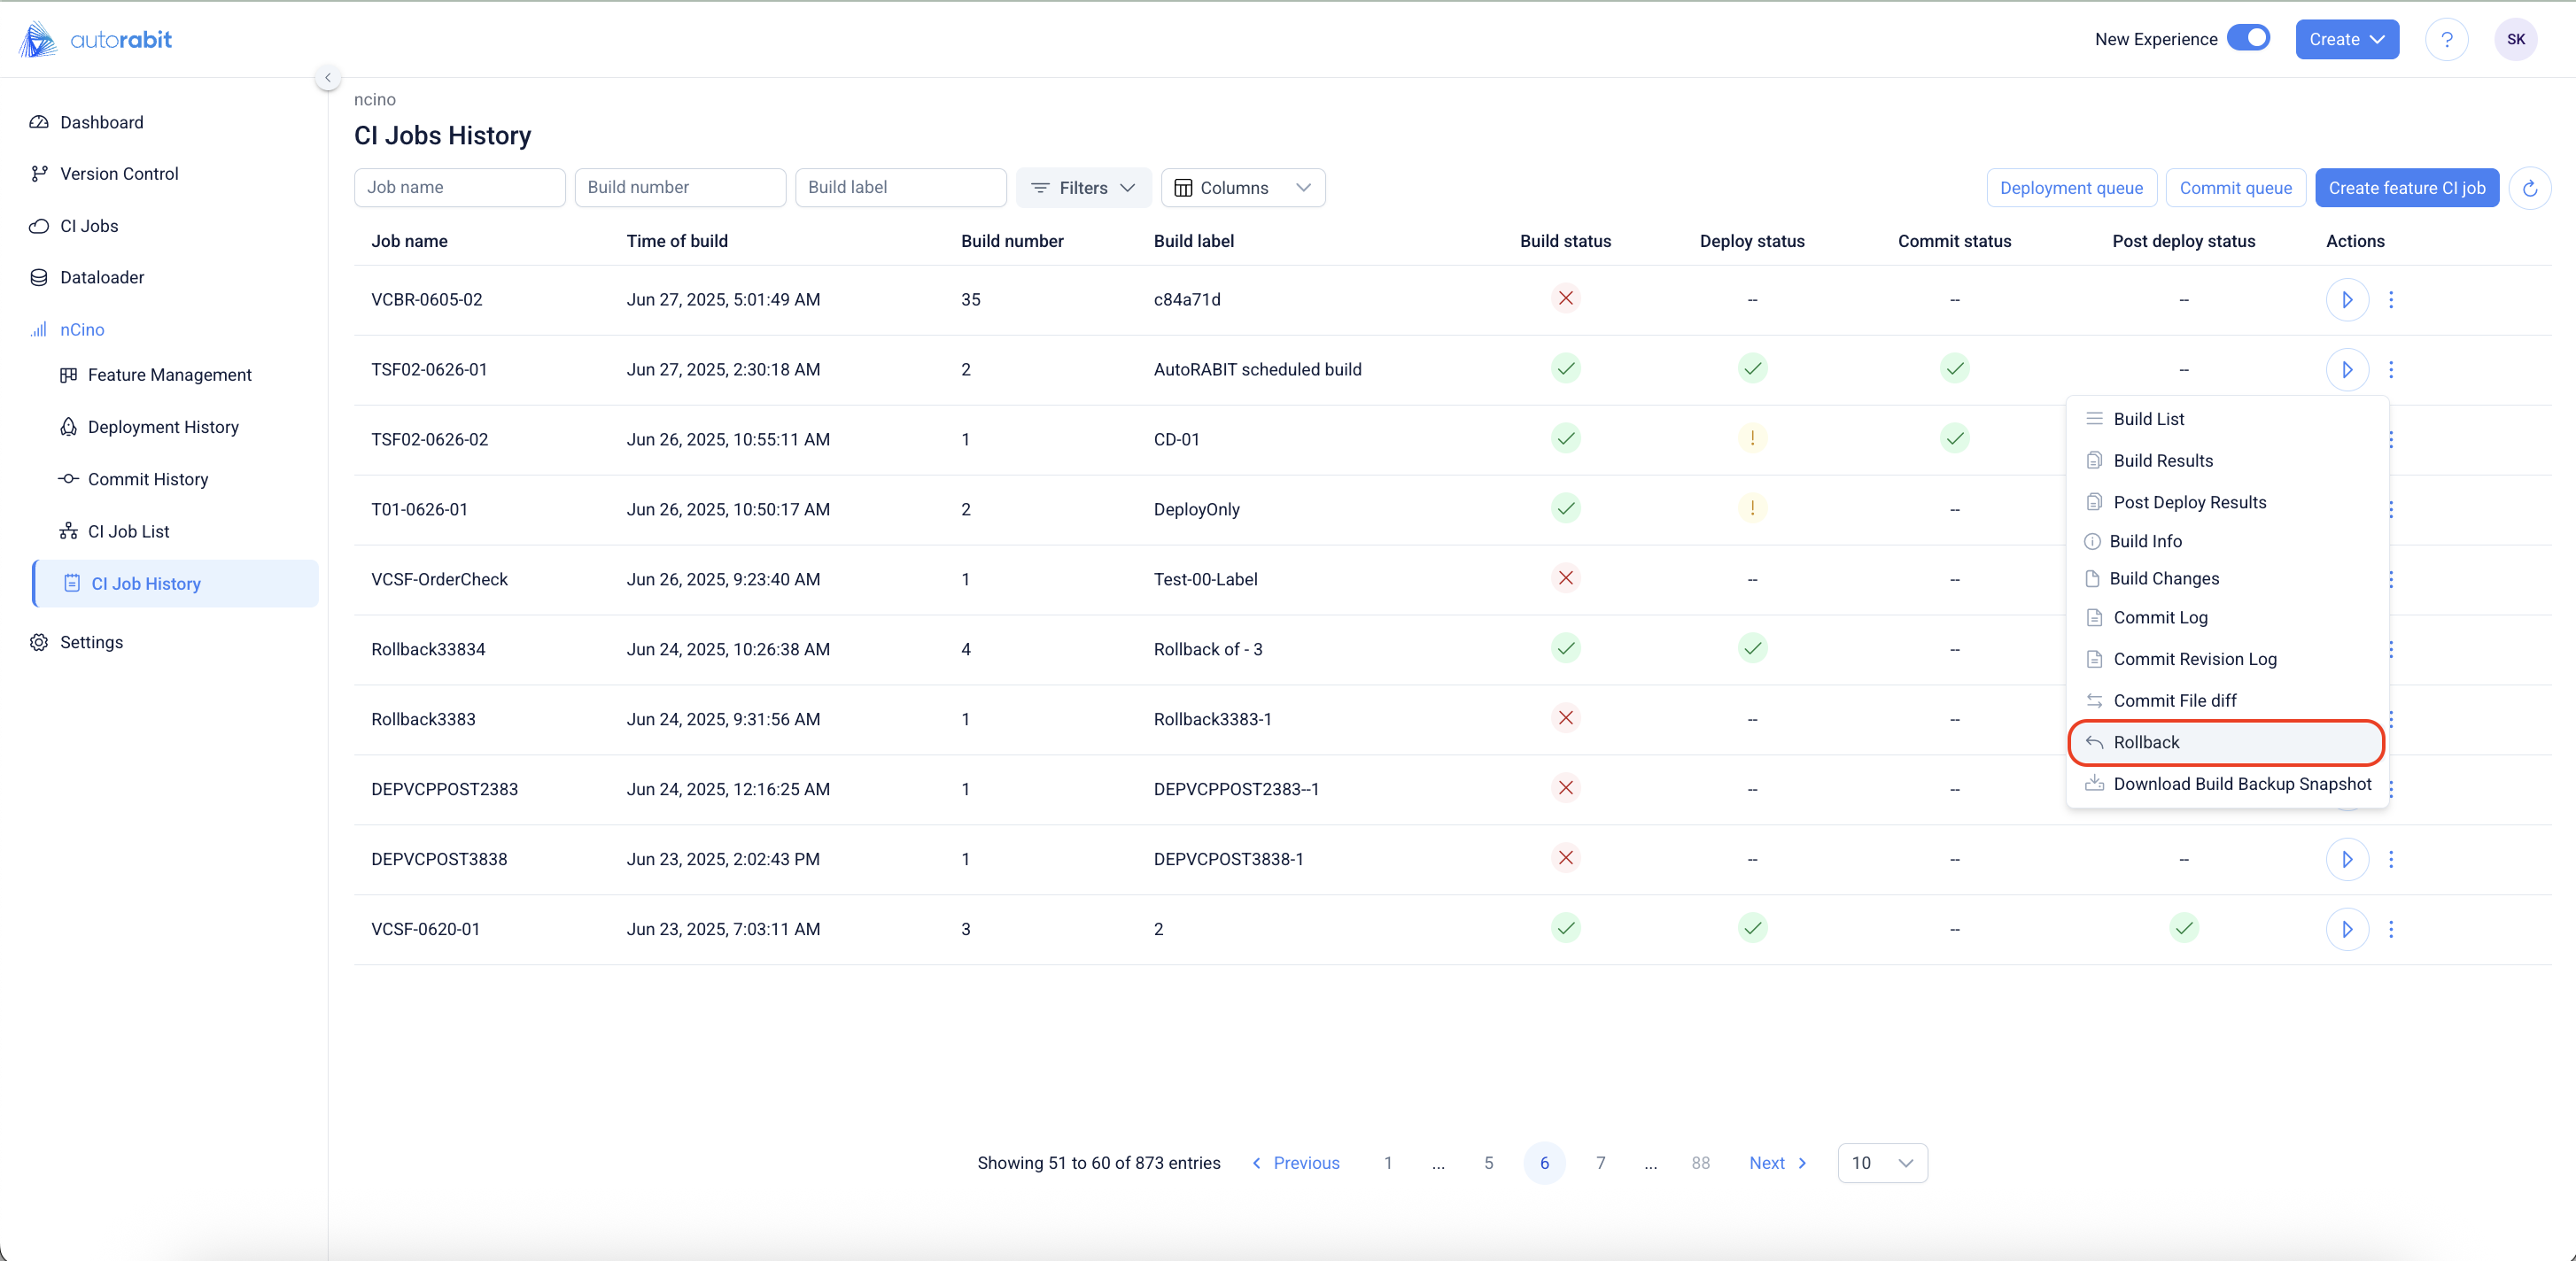 autorabit
New Experience
Create
?
SK
Dashboard
Version Control
CI Jobs
Dataloader
nCino
Feature Management
Deployment History
Commit History
CI Job List
CI Job History
Settings
ncino
CI Jobs History
Job name Build number Build label Filters Columns Deployment queue Commit queue Create feature CI job
Job name Time of build Build number Build label Build status Deploy status Commit status Post deploy status Actions
VCBR-0605-02 Jun 27, 2025, 5:01:49 AM 35 c84a71d -- -- --
TSF02-0626-01 Jun 27, 2025, 2:30:18 AM 2 AutoRABIT scheduled build --
TSF02-0626-02 Jun 26, 2025, 10:55:11 AM 1 CD-01 !
T01-0626-01 Jun 26, 2025, 10:50:17 AM 2 DeployOnly ! --
VCSF-OrderCheck Jun 26, 2025, 9:23:40 AM 1 Test-00-Label -- --
Rollback33834 Jun 24, 2025, 10:26:38 AM 4 Rollback of - 3 --
Rollback3383 Jun 24, 2025, 9:31:56 AM 1 Rollback3383-1 -- --
DEPVCPPOST2383 Jun 24, 2025, 12:16:25 AM 1 DEPVCPPOST2383--1 -- --
DEPVCPOST3838 Jun 23, 2025, 2:02:43 PM 1 DEPVCPOST3838-1 -- -- --
VCSF-0620-01 Jun 23, 2025, 7:03:11 AM 3 2 --
Build List
Build Results
Post Deploy Results
Build Info
Build Changes
Commit Log
Commit Revision Log
Commit File diff
Rollback
Download Build Backup Snapshot
Showing 51 to 60 of 873 entries Previous 1 ... 5 6 7 ... 88 Next 10